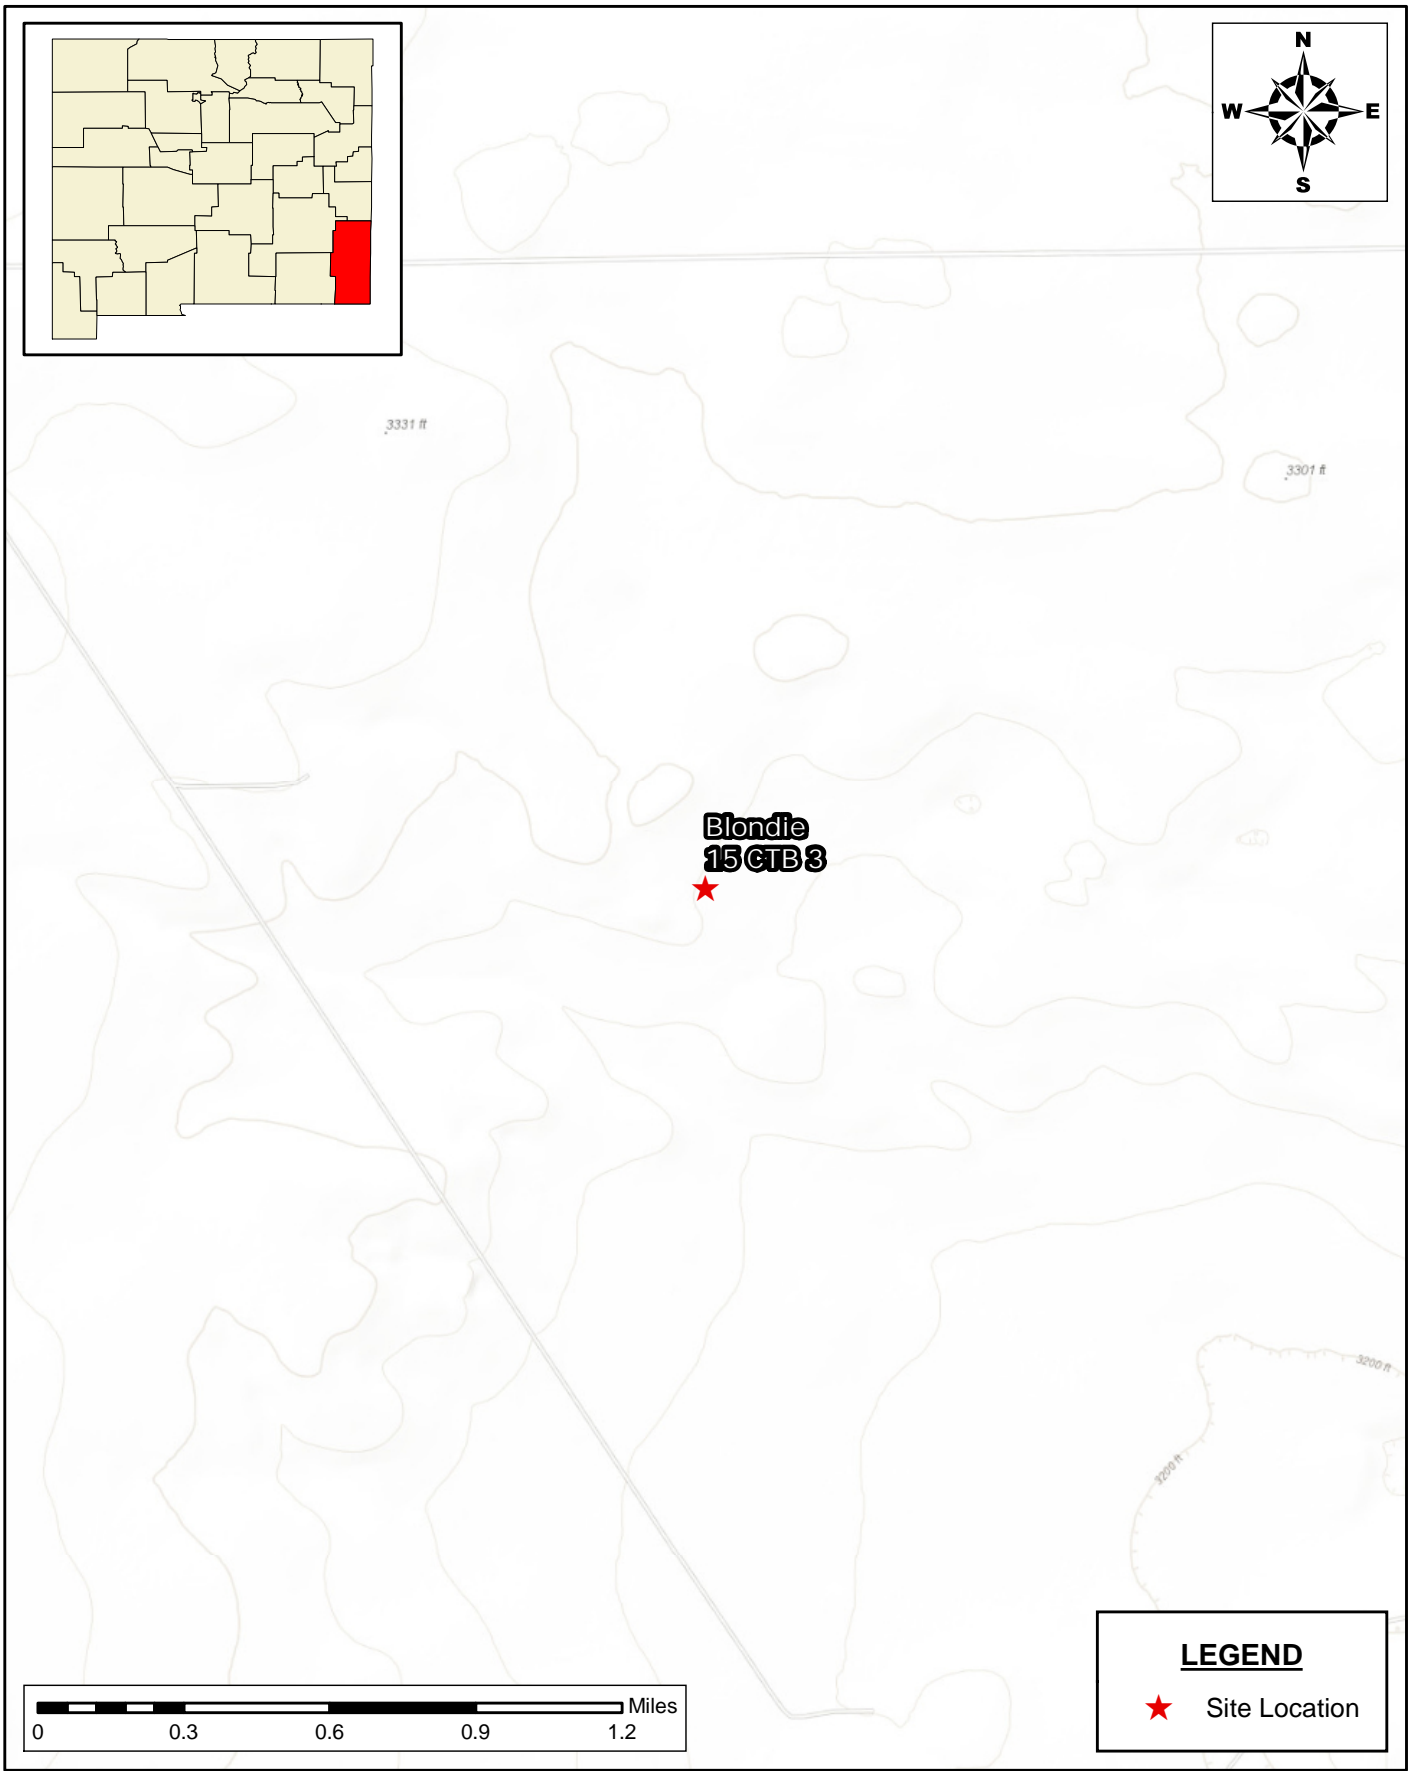 N
W E
S
3331 ft
3301 ft
Blondie
15 CTB 3
3200 ft
3200 ft
LEGEND
Site Location
Miles
0 0.3 0.6 0.9 1.2